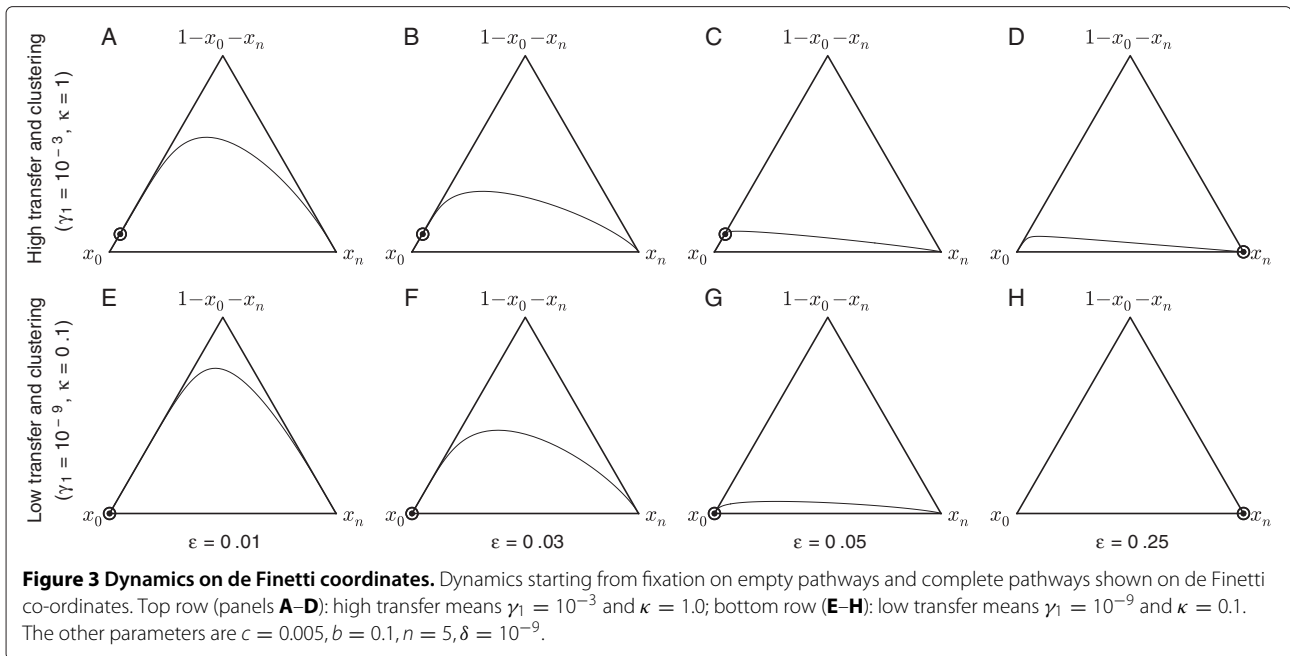 High transfer and clustering
(γ₁ = 10⁻³, κ = 1)
A
B
C
D
1−x₀−xₙ
1−x₀−xₙ
1−x₀−xₙ
1−x₀−xₙ
x₀
xₙ
x₀
xₙ
x₀
xₙ
x₀
xₙ
Low transfer and clustering
(γ₁ = 10⁻⁹, κ = 0.1)
E
F
G
H
1−x₀−xₙ
1−x₀−xₙ
1−x₀−xₙ
1−x₀−xₙ
x₀
xₙ
x₀
xₙ
x₀
xₙ
x₀
xₙ
ε = 0.01
ε = 0.03
ε = 0.05
ε = 0.25
Figure 3 Dynamics on de Finetti coordinates. Dynamics starting from fixation on empty pathways and complete pathways shown on de Finetti
co-ordinates. Top row (panels A–D): high transfer means γ₁ = 10⁻³ and κ = 1.0; bottom row (E–H): low transfer means γ₁ = 10⁻⁹ and κ = 0.1.
The other parameters are c = 0.005, b = 0.1, n = 5, δ = 10⁻⁹.